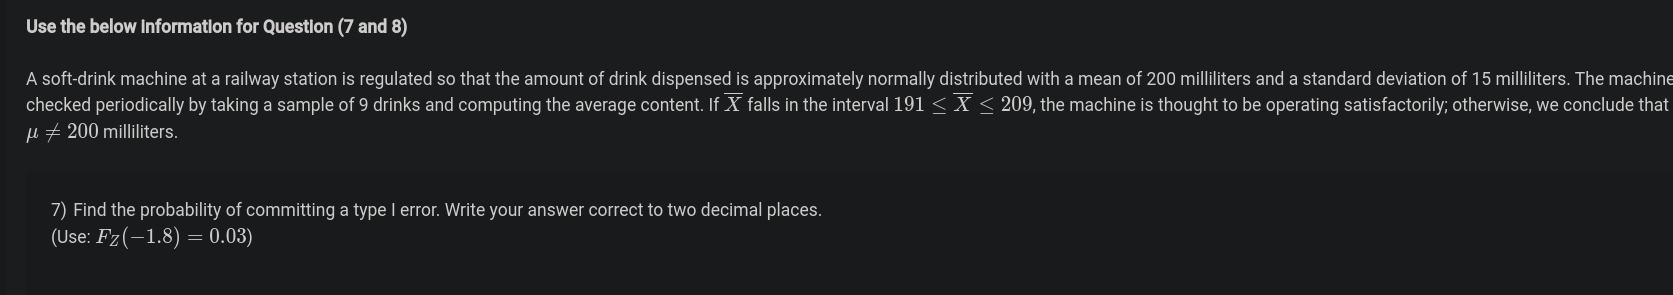 Use the below information for Question (7 and 8)
A soft-drink machine at a railway station is regulated so that the amount of drink dispensed is approximately normally distributed with a mean of 200 milliliters and a standard deviation of 15 milliliters. The machine
checked periodically by taking a sample of 9 drinks and computing the average content. If X̅ falls in the interval 191 ≤ X̅ ≤ 209, the machine is thought to be operating satisfactorily; otherwise, we conclude that
μ ≠ 200 milliliters.
7) Find the probability of committing a type I error. Write your answer correct to two decimal places.
(Use: F_Z(−1.8) = 0.03)